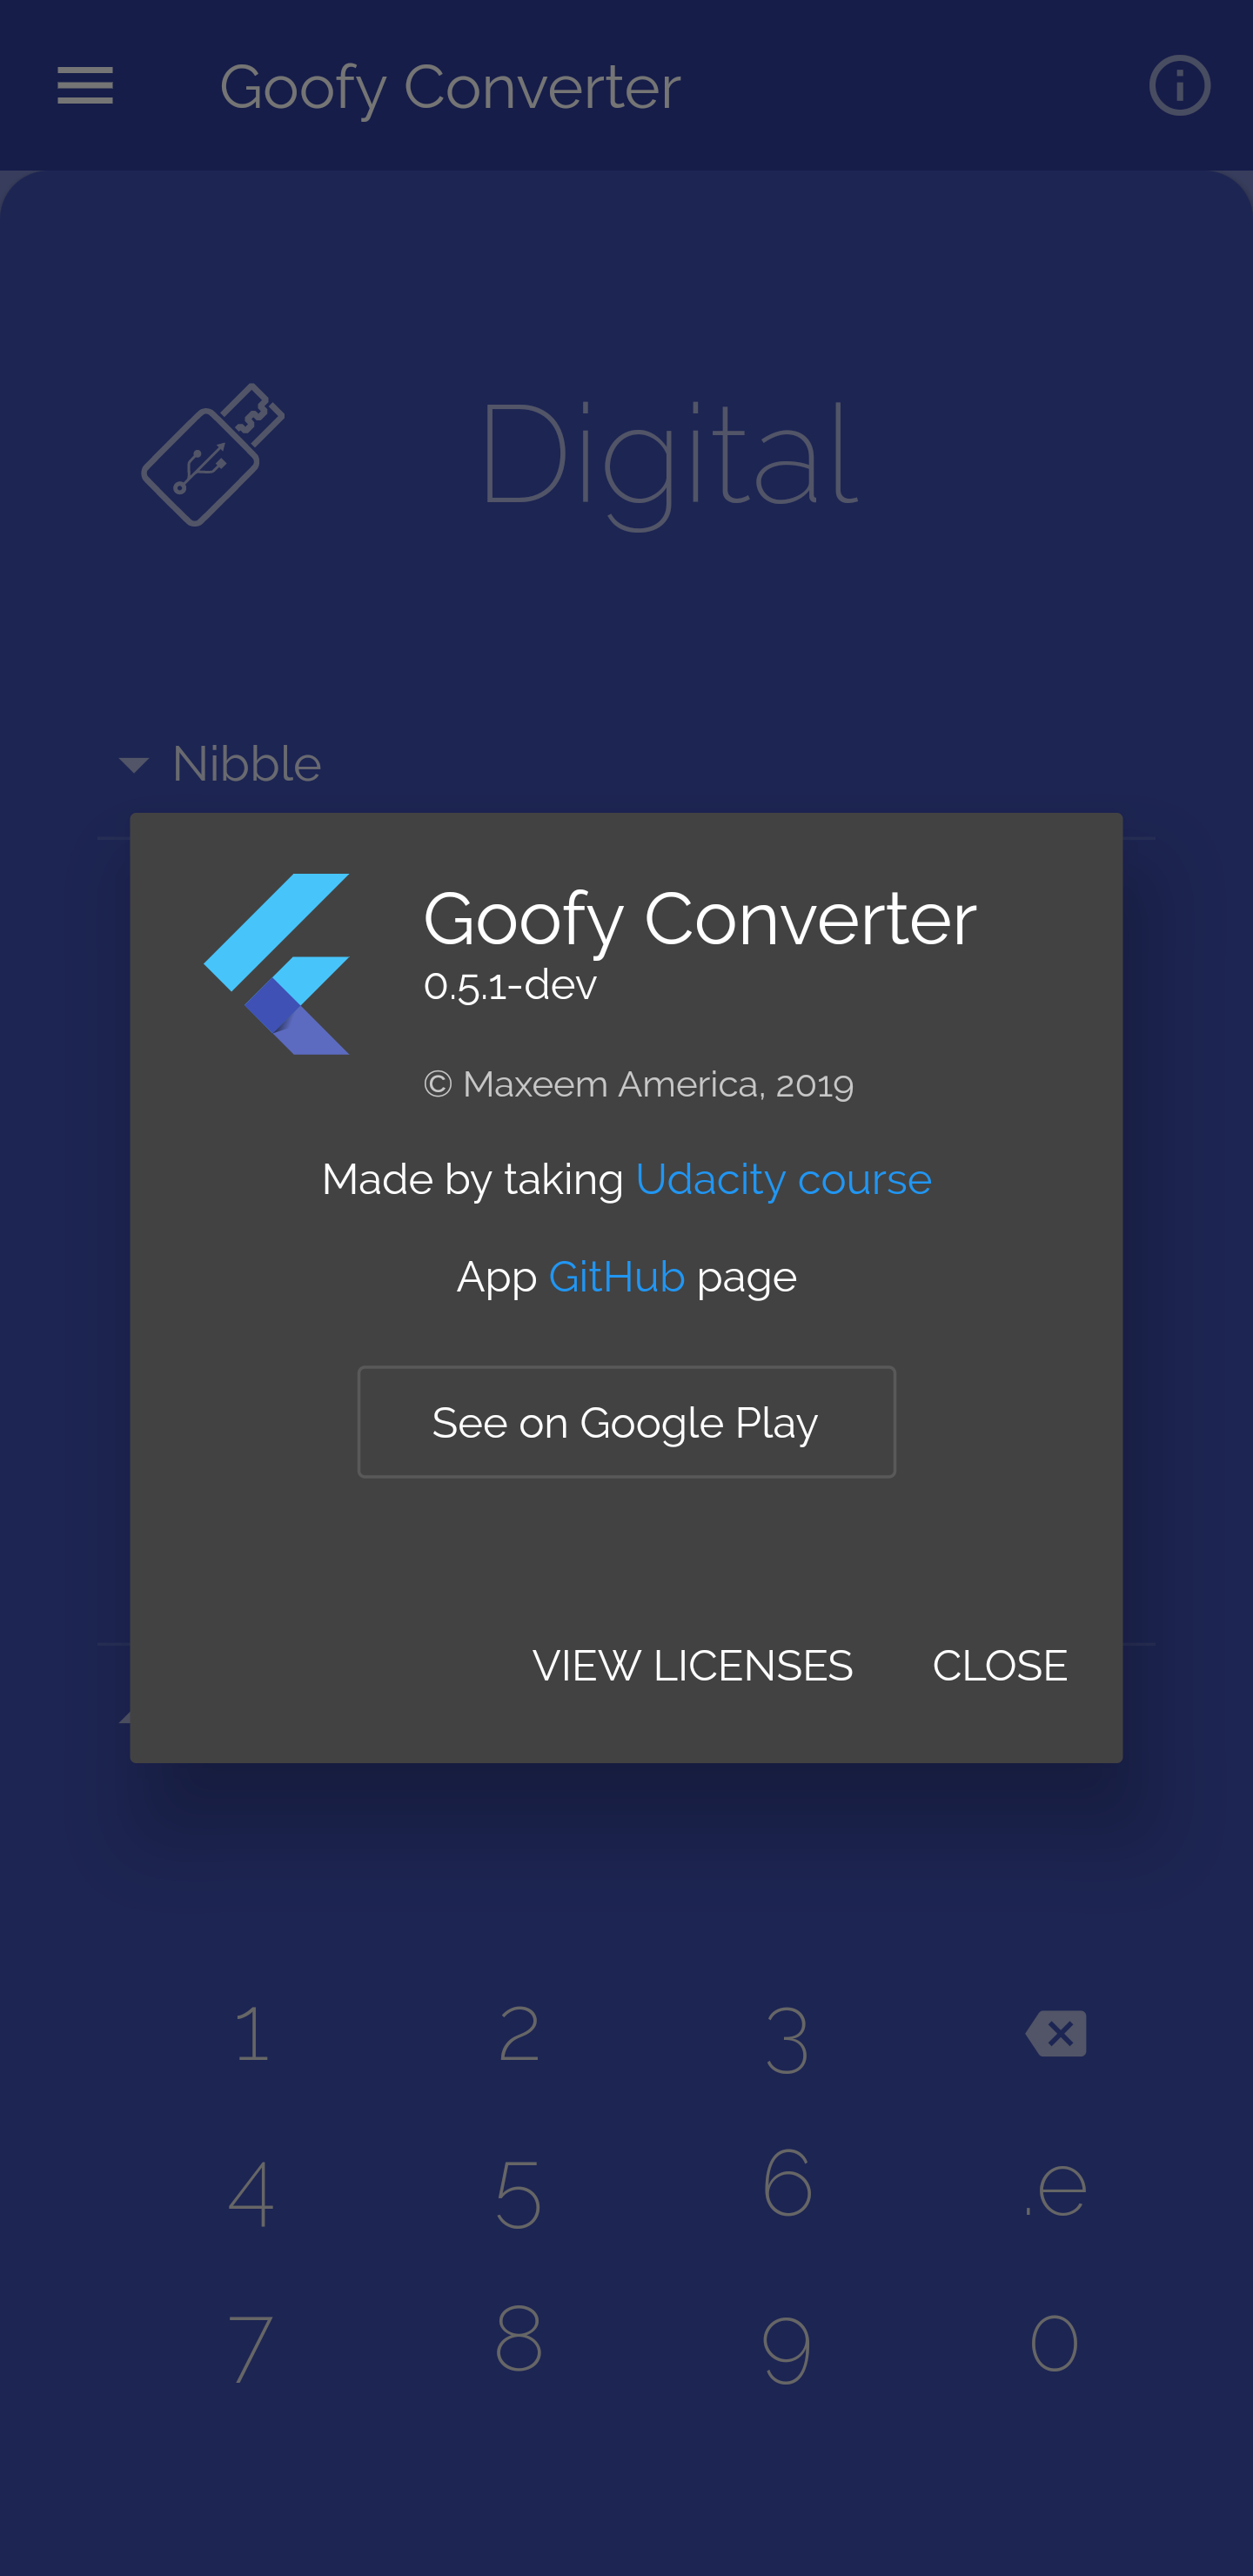 Goofy Converter
Digital
Nibble
Goofy Converter
0.5.1-dev
© Maxeem America, 2019
Made by taking Udacity course
App GitHub page
See on Google Play
VIEW LICENSES CLOSE
1 2 3
4 5 6 .e
7 8 9 0